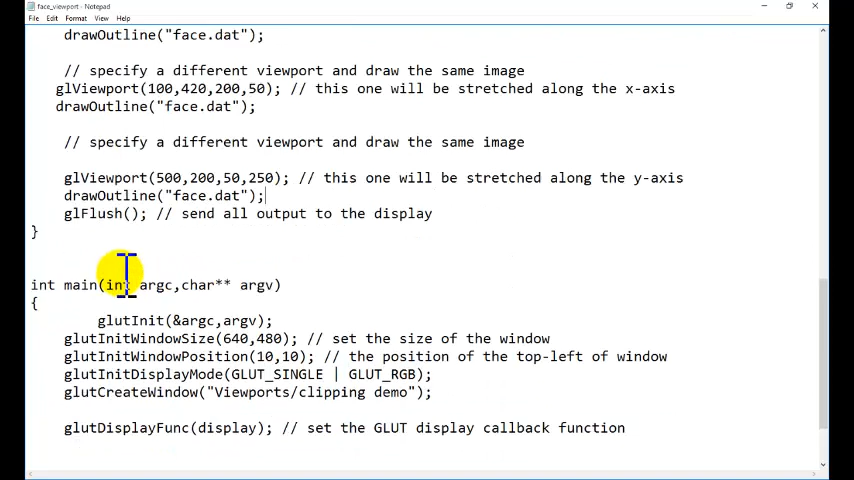 face_viewport - Notepad
File Edit Format View Help
drawOutline("face.dat");
// specify a different viewport and draw the same image
glViewport(100,420,200,50); // this one will be stretched along the x-axis
drawOutline("face.dat");
// specify a different viewport and draw the same image
glViewport(500,200,50,250); // this one will be stretched along the y-axis
drawOutline("face.dat");
glFlush(); // send all output to the display
}
int main(int argc,char** argv)
{
glutInit(&argc,argv);
glutInitWindowSize(640,480); // set the size of the window
glutInitWindowPosition(10,10); // the position of the top-left of window
glutInitDisplayMode(GLUT_SINGLE | GLUT_RGB);
glutCreateWindow("Viewports/clipping demo");
glutDisplayFunc(display); // set the GLUT display callback function